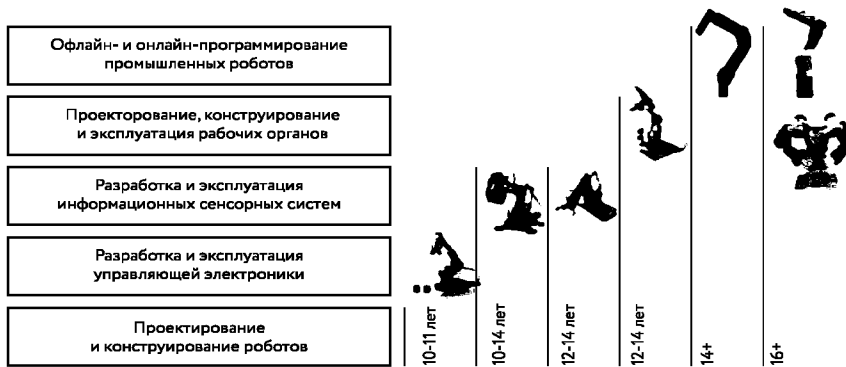 Офлайн- и онлайн-программирование
промышленных роботов
Проекторование, конструирование
и эксплуатация рабочих органов
Разработка и эксплуатация
информационных сенсорных систем
Разработка и эксплуатация
управляющей электроники
Проектирование
и конструирование роботов
10-11 лет
10-14 лет
12-14 лет
12-14 лет
14+
16+